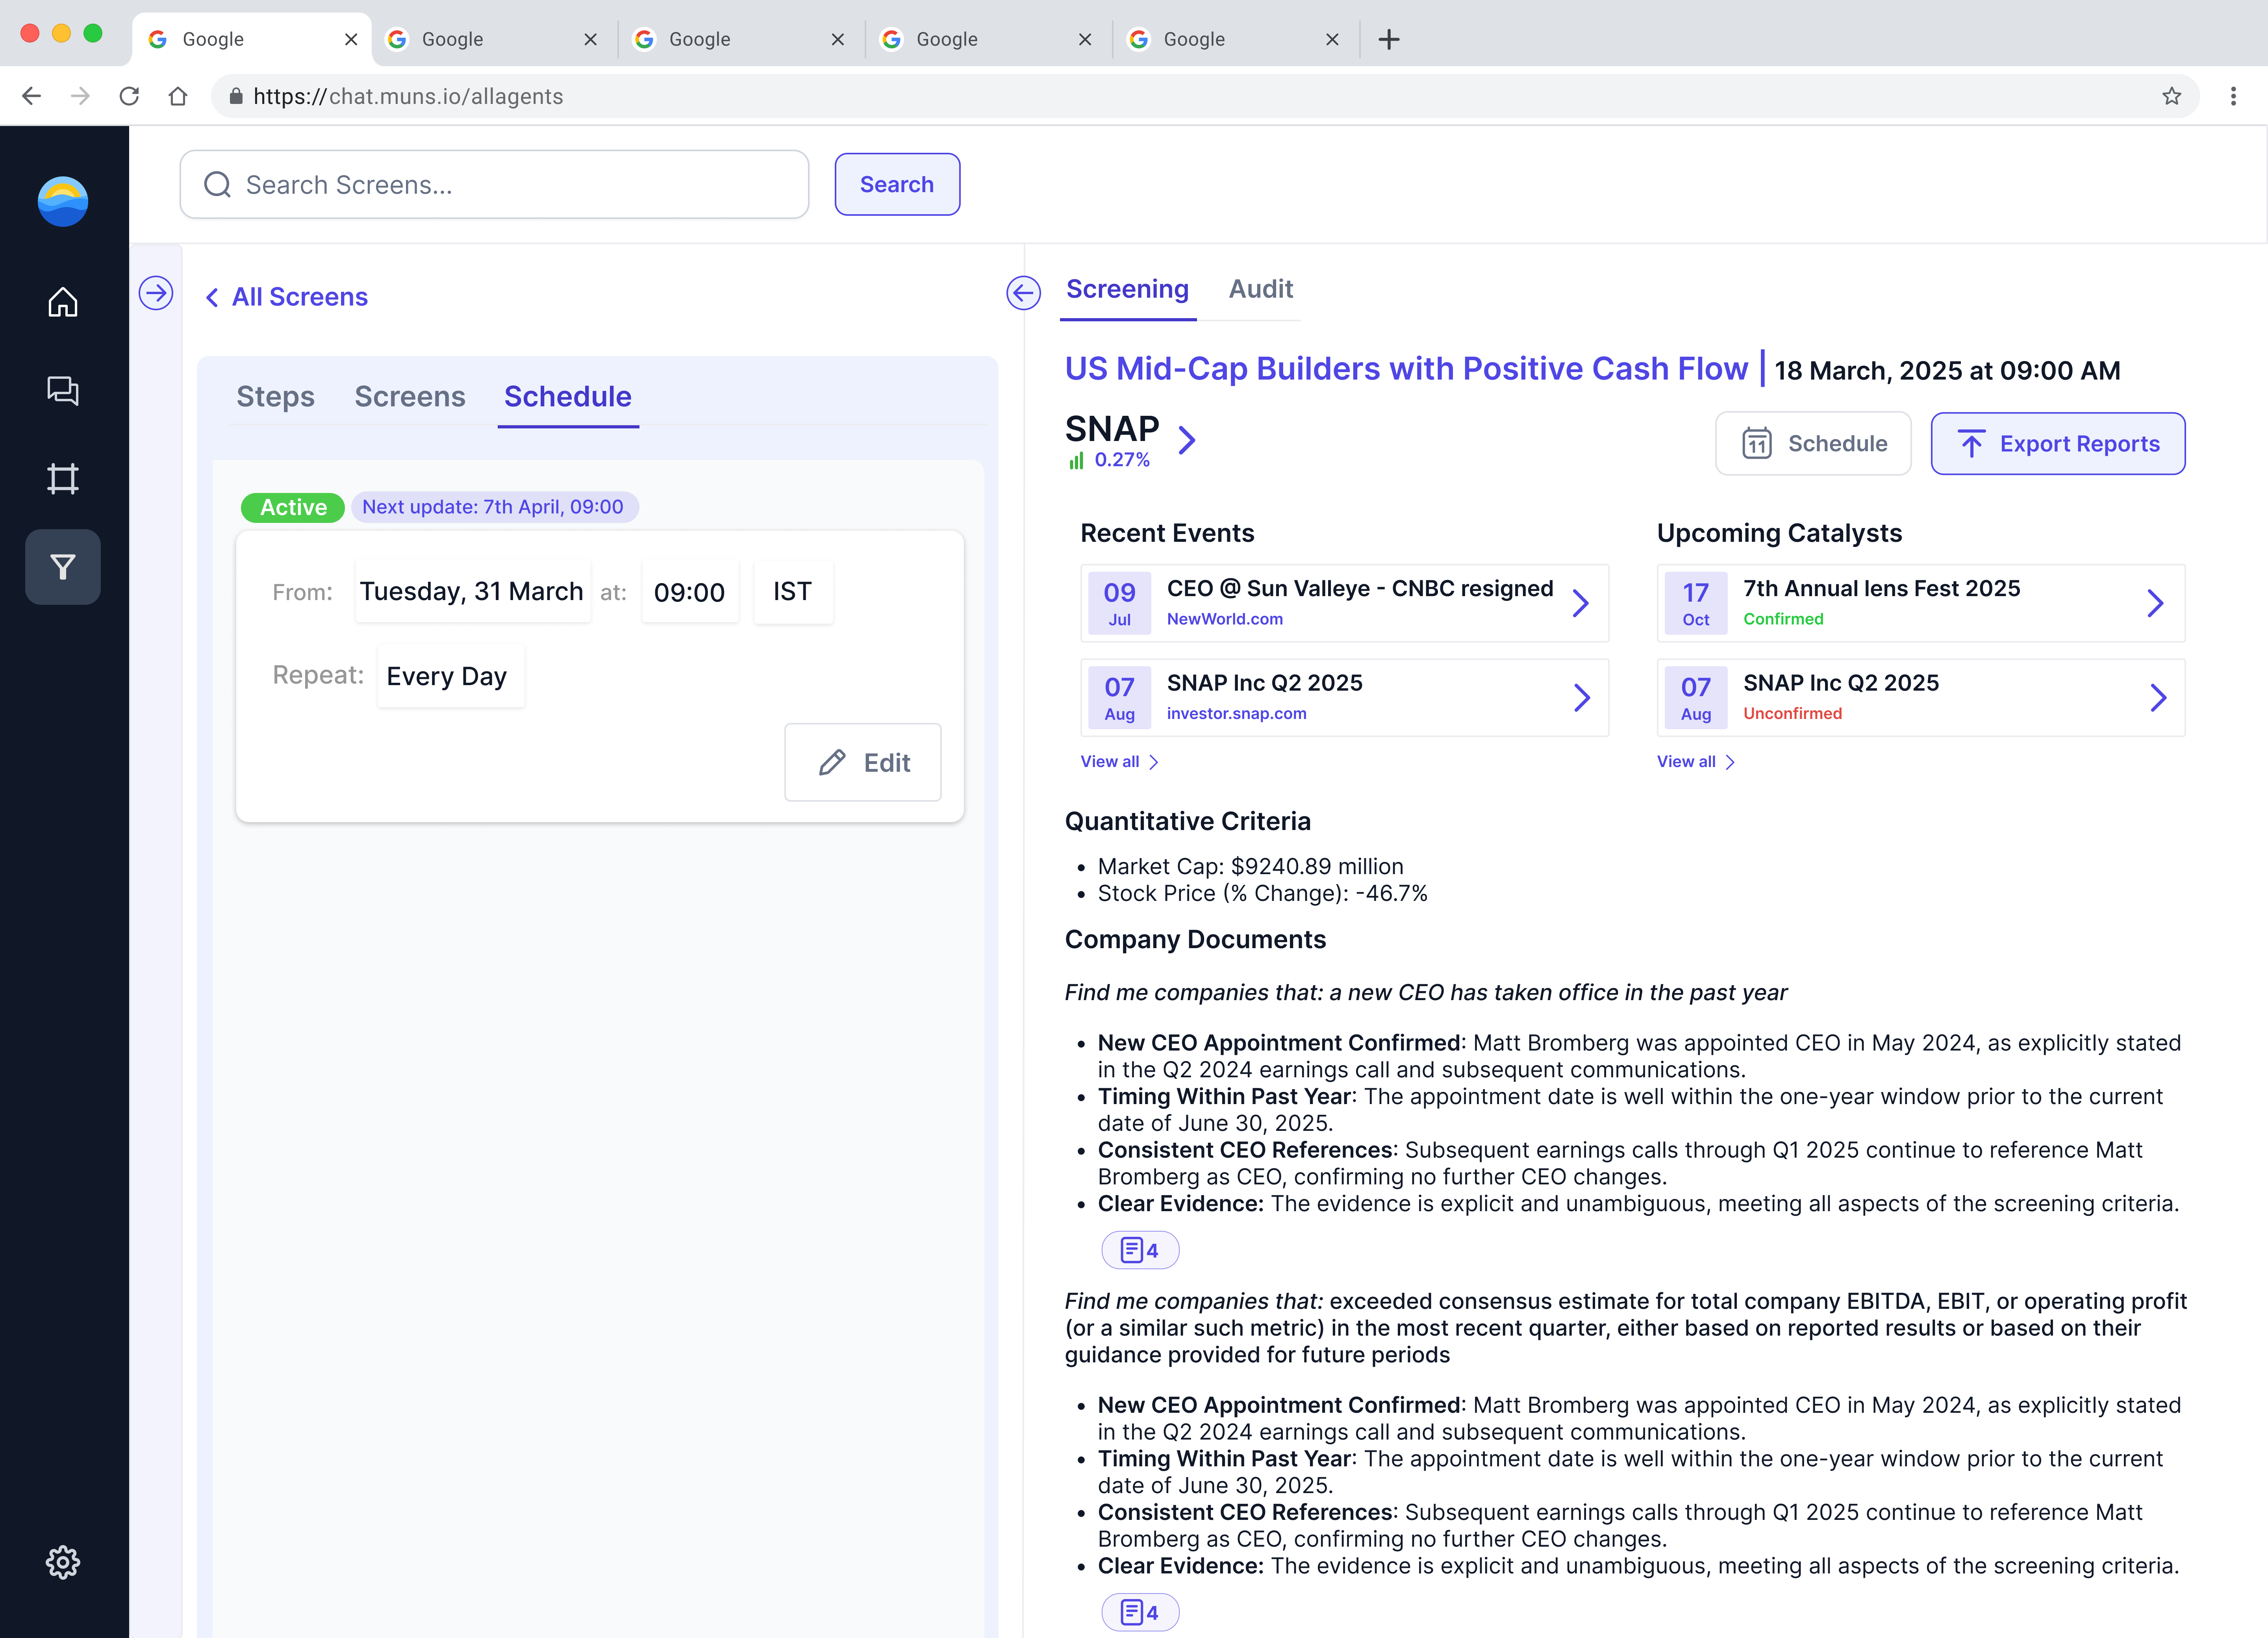 Google
Google
Google
Google
Google
https://chat.muns.io/allagents
Search Screens...
Search
All Screens
Steps
Screens
Schedule
Active
Next update: 7th April, 09:00
From: Tuesday, 31 March at: 09:00 IST
Repeat: Every Day
Edit
Screening
Audit
US Mid-Cap Builders with Positive Cash Flow | 18 March, 2025 at 09:00 AM
SNAP
0.27%
11 Schedule
Export Reports
Recent Events
09 Jul
CEO @ Sun Valleye - CNBC resigned
NewWorld.com
07 Aug
SNAP Inc Q2 2025
investor.snap.com
View all
Upcoming Catalysts
17 Oct
7th Annual lens Fest 2025
Confirmed
07 Aug
SNAP Inc Q2 2025
Unconfirmed
View all
Quantitative Criteria
• Market Cap: $9240.89 million
• Stock Price (% Change): -46.7%
Company Documents
Find me companies that: a new CEO has taken office in the past year
• New CEO Appointment Confirmed: Matt Bromberg was appointed CEO in May 2024, as explicitly stated
in the Q2 2024 earnings call and subsequent communications.
• Timing Within Past Year: The appointment date is well within the one-year window prior to the current
date of June 30, 2025.
• Consistent CEO References: Subsequent earnings calls through Q1 2025 continue to reference Matt
Bromberg as CEO, confirming no further CEO changes.
• Clear Evidence: The evidence is explicit and unambiguous, meeting all aspects of the screening criteria.
4
Find me companies that: exceeded consensus estimate for total company EBITDA, EBIT, or operating profit
(or a similar such metric) in the most recent quarter, either based on reported results or based on their
guidance provided for future periods
• New CEO Appointment Confirmed: Matt Bromberg was appointed CEO in May 2024, as explicitly stated
in the Q2 2024 earnings call and subsequent communications.
• Timing Within Past Year: The appointment date is well within the one-year window prior to the current
date of June 30, 2025.
• Consistent CEO References: Subsequent earnings calls through Q1 2025 continue to reference Matt
Bromberg as CEO, confirming no further CEO changes.
• Clear Evidence: The evidence is explicit and unambiguous, meeting all aspects of the screening criteria.
4